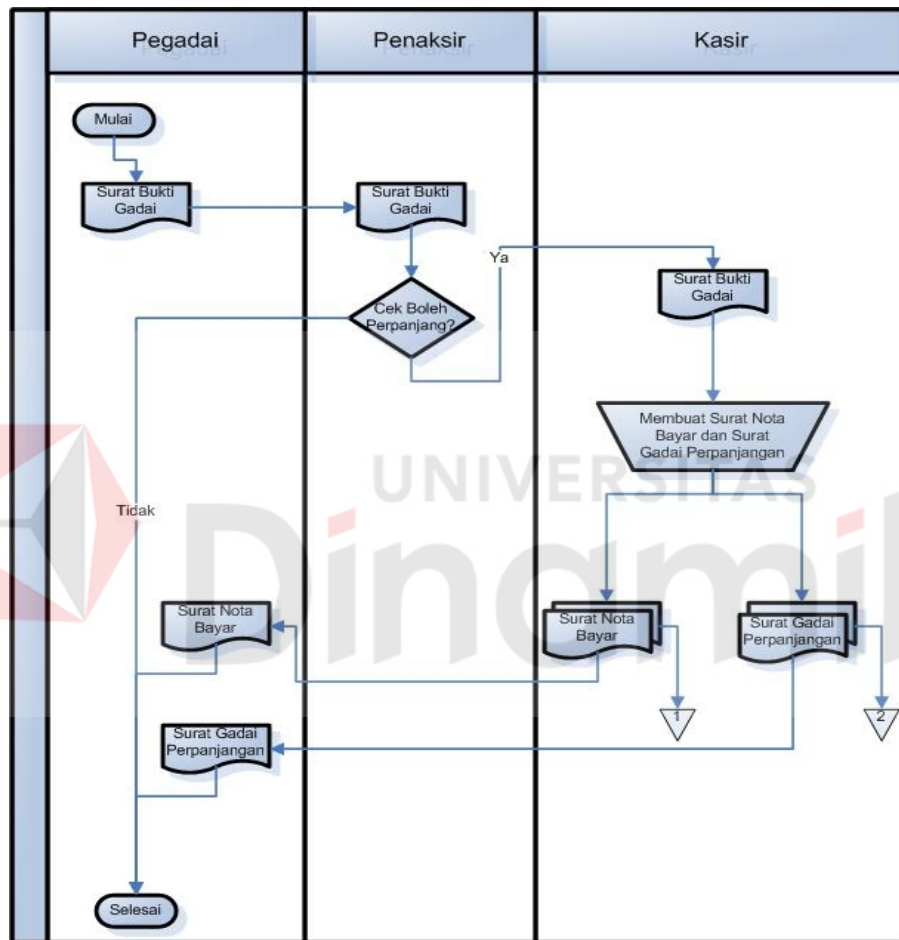 Pegadai
Penaksir
Kasir
Mulai
Surat Bukti
Gadai
Surat Bukti
Gadai
Ya
Surat Bukti
Gadai
Cek Boleh
Perpanjang?
Membuat Surat Nota
Bayar dan Surat
Gadai Perpanjangan
UNIVERSITAS
Dinamik
Tidak
Surat Nota
Bayar
Surat Nota
Bayar
Surat Gadai
Perpanjangan
1
2
Surat Gadai
Perpanjangan
Selesai